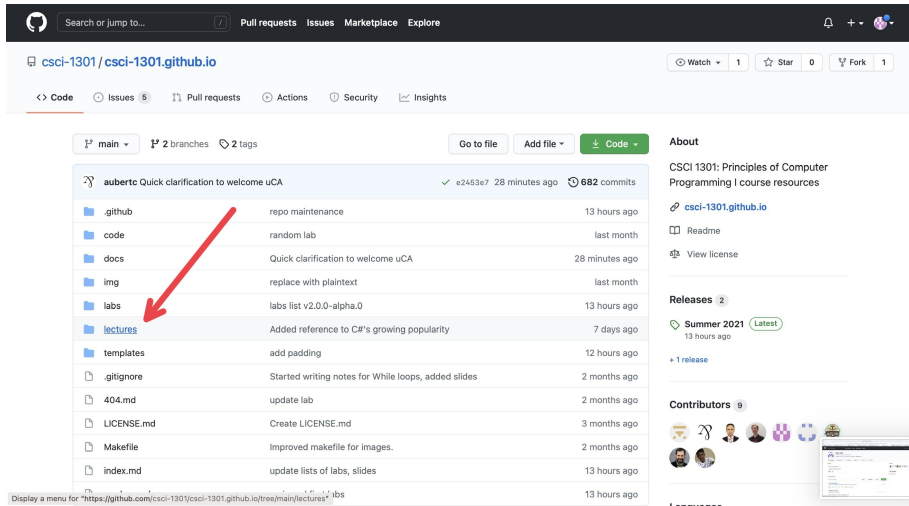 Search or jump to... / Pull requests Issues Marketplace Explore
csci-1301 / csci-1301.github.io
Watch 1 Star 0 Fork 1
Code Issues 5 Pull requests Actions Security Insights
main 2 branches 2 tags Go to file Add file Code
aubertc Quick clarification to welcome uCA e2453e7 28 minutes ago 682 commits
.github repo maintenance 13 hours ago
code random lab last month
docs Quick clarification to welcome uCA 28 minutes ago
img replace with plaintext last month
labs labs list v2.0.0-alpha.0 13 hours ago
lectures Added reference to C#'s growing popularity 7 days ago
templates add padding 12 hours ago
.gitignore Started writing notes for While loops, added slides 2 months ago
404.md update lab 2 months ago
LICENSE.md Create LICENSE.md 3 months ago
Makefile Improved makefile for images. 2 months ago
index.md update lists of labs, slides 13 hours ago
13 hours ago
Display a menu for "https://github.com/csci-1301/csci-1301.github.io/tree/main/lectures"
About
CSCI 1301: Principles of Computer
Programming I course resources
csci-1301.github.io
Readme
View license
Releases 2
Summer 2021 Latest
13 hours ago
+ 1 release
Contributors 9
Languages